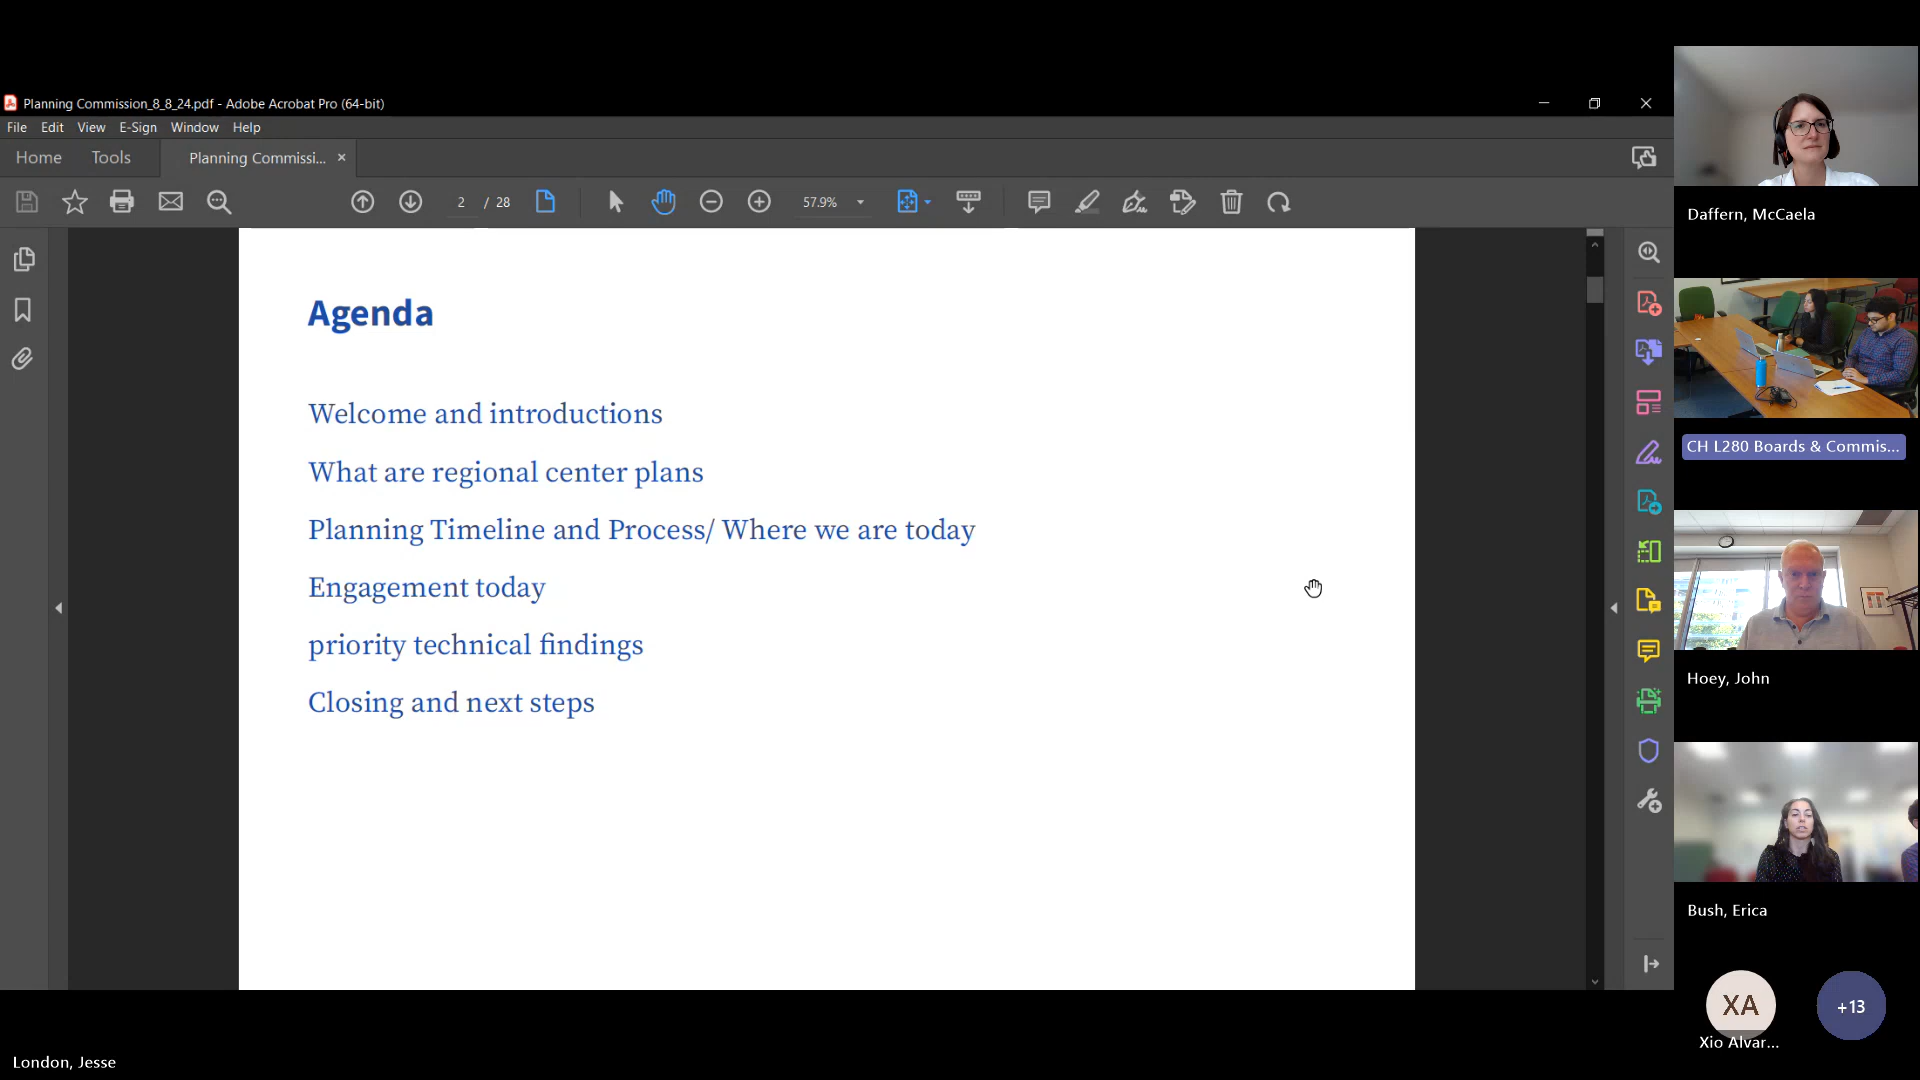 Planning Commission_8_8_24.pdf - Adobe Acrobat Pro (64-bit)
File Edit View E-Sign Window Help
Home Tools Planning Commissi...
2 / 28 57.9%
Agenda
Welcome and introductions
What are regional center plans
Planning Timeline and Process/ Where we are today
Engagement today
priority technical findings
Closing and next steps
Daffern, McCaela
CH L280 Boards & Commis...
Hoey, John
Bush, Erica
XA
+13
Xio Alvar...
London, Jesse